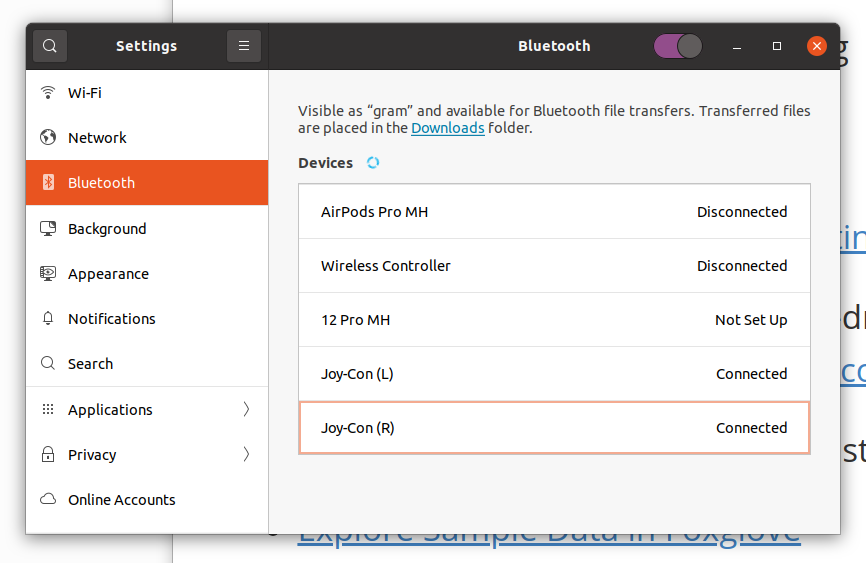 Settings
Bluetooth
Wi-Fi
Network
Bluetooth
Background
Appearance
Notifications
Search
Applications
Privacy
Online Accounts
Visible as “gram” and available for Bluetooth file transfers. Transferred files
are placed in the Downloads folder.
Devices
AirPods Pro MH Disconnected
Wireless Controller Disconnected
12 Pro MH Not Set Up
Joy-Con (L) Connected
Joy-Con (R) Connected
Explore Sample Data in Foxglove